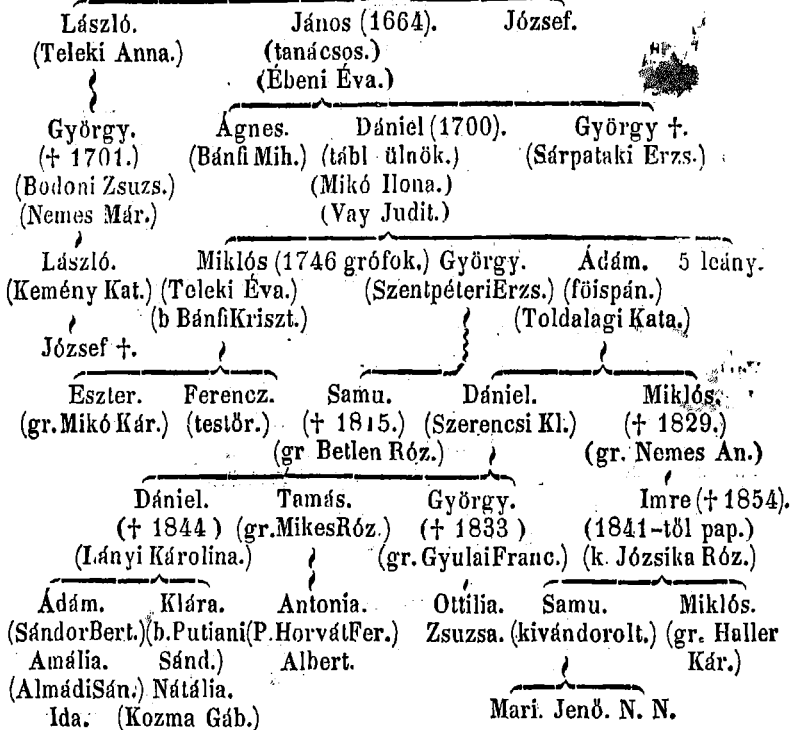 László. János (1664). József.
(Teleki Anna.) (tanácsos.)
(Ébeni Éva.)
György. Ágnes. Dániel (1700). György †.
(† 1701.) (Bánfi Mih.) (tábl ülnök.) (Sárpataki Erzs.)
(Bodoni Zsuzs.) (Mikó Ilona.)
(Nemes Már.) (Vay Judit.)
László. Miklós (1746 grófok.) György. Ádám. 5 leány.
(Kemény Kat.) (Teleki Éva.) (SzentpéteriErzs.) (föispán.)
(b BánfiKriszt.) (Toldalagi Kata.)
József †.
Eszter. Ferencz. Samu. Dániel. Miklós.
(gr. Mikó Kár.) (testőr.) († 1815.) (Szerencsi Kl.) († 1829.)
(gr Betlen Róz.) (gr. Nemes An.)
Dániel. Tamás. György. Imre († 1854).
(† 1844) (gr.MikesRóz.) († 1833) (1841-től pap.)
(Lányi Károlina.) (gr. GyulaiFranc.) (k. Józsika Róz.)
Ádám. Klára. Antonia. Ottilia. Samu. Miklós.
(SándorBert.) (b.Putiani (P.HorvátFer.) Zsuzsa. (kivándorolt.) (gr. Haller
Amália. Sánd.) Albert. Kár.)
(AlmádiSán.) Nátália.
Ida. (Kozma Gáb.) Mari. Jenő. N. N.